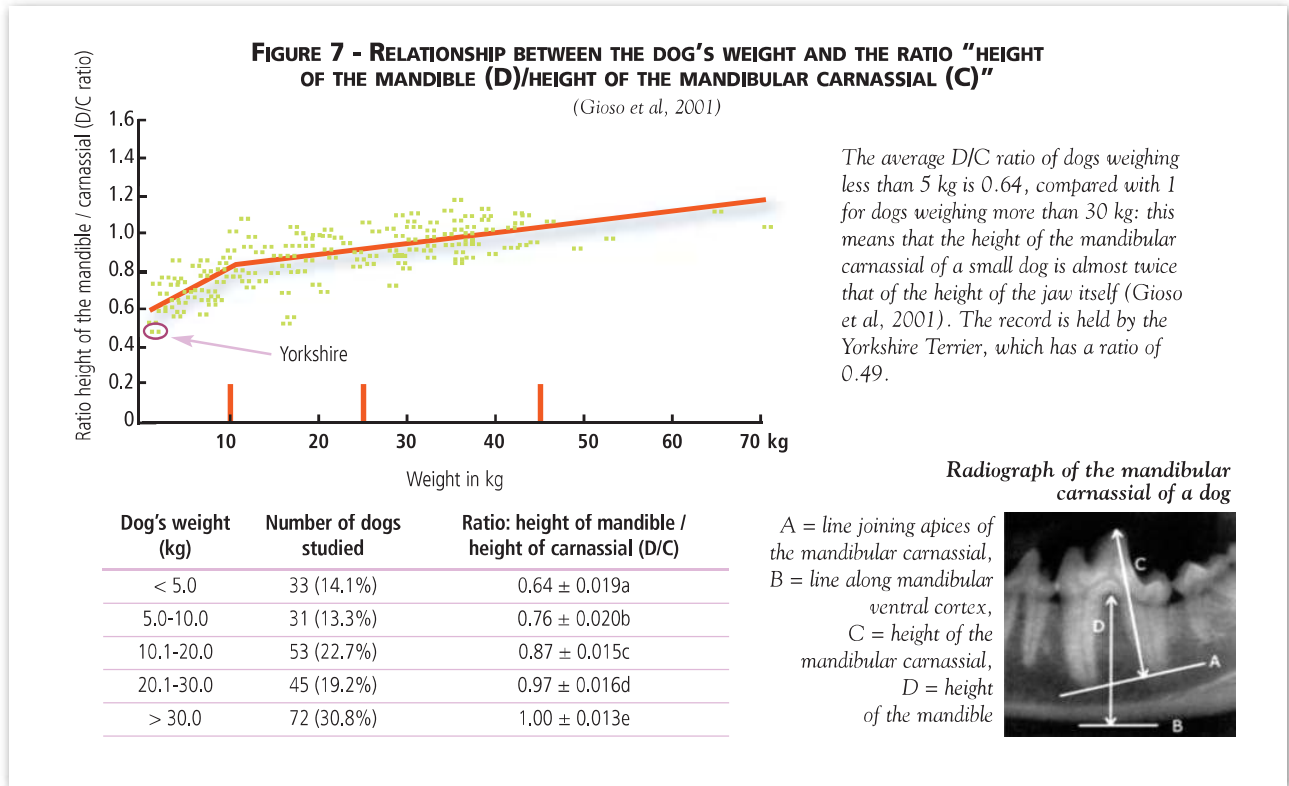 FIGURE 7 - RELATIONSHIP BETWEEN THE DOG'S WEIGHT AND THE RATIO "HEIGHT
OF THE MANDIBLE (D)/HEIGHT OF THE MANDIBULAR CARNASSIAL (C)"
(Gioso et al, 2001)
Ratio height of the mandible / carnassial (D/C ratio)
1.6
1.4
1.2
1.0
0.8
0.6
0.4
0.2
0
Yorkshire
10
20
30
40
50
60
70 kg
Weight in kg
The average D/C ratio of dogs weighing
less than 5 kg is 0.64, compared with 1
for dogs weighing more than 30 kg: this
means that the height of the mandibular
carnassial of a small dog is almost twice
that of the height of the jaw itself (Gioso
et al, 2001). The record is held by the
Yorkshire Terrier, which has a ratio of
0.49.
Dog's weight
(kg)
Number of dogs
studied
Ratio: height of mandible /
height of carnassial (D/C)
< 5.0 33 (14.1%) 0.64 ± 0.019a
5.0-10.0 31 (13.3%) 0.76 ± 0.020b
10.1-20.0 53 (22.7%) 0.87 ± 0.015c
20.1-30.0 45 (19.2%) 0.97 ± 0.016d
> 30.0 72 (30.8%) 1.00 ± 0.013e
Radiograph of the mandibular
carnassial of a dog
A = line joining apices of
the mandibular carnassial,
B = line along mandibular
ventral cortex,
C = height of the
mandibular carnassial,
D = height
of the mandible
C
D
A
B